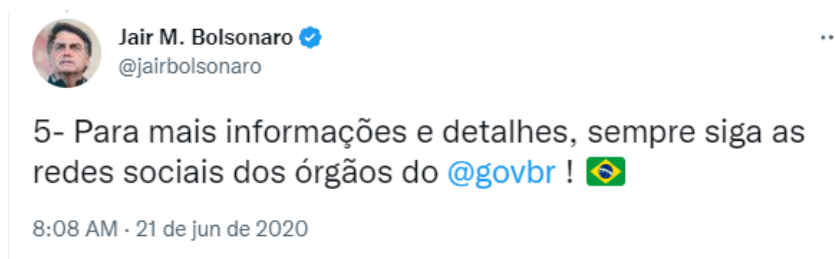 Jair M. Bolsonaro
@jairbolsonaro
5- Para mais informações e detalhes, sempre siga as
redes sociais dos órgãos do @govbr ! 🇧🇷
8:08 AM · 21 de jun de 2020